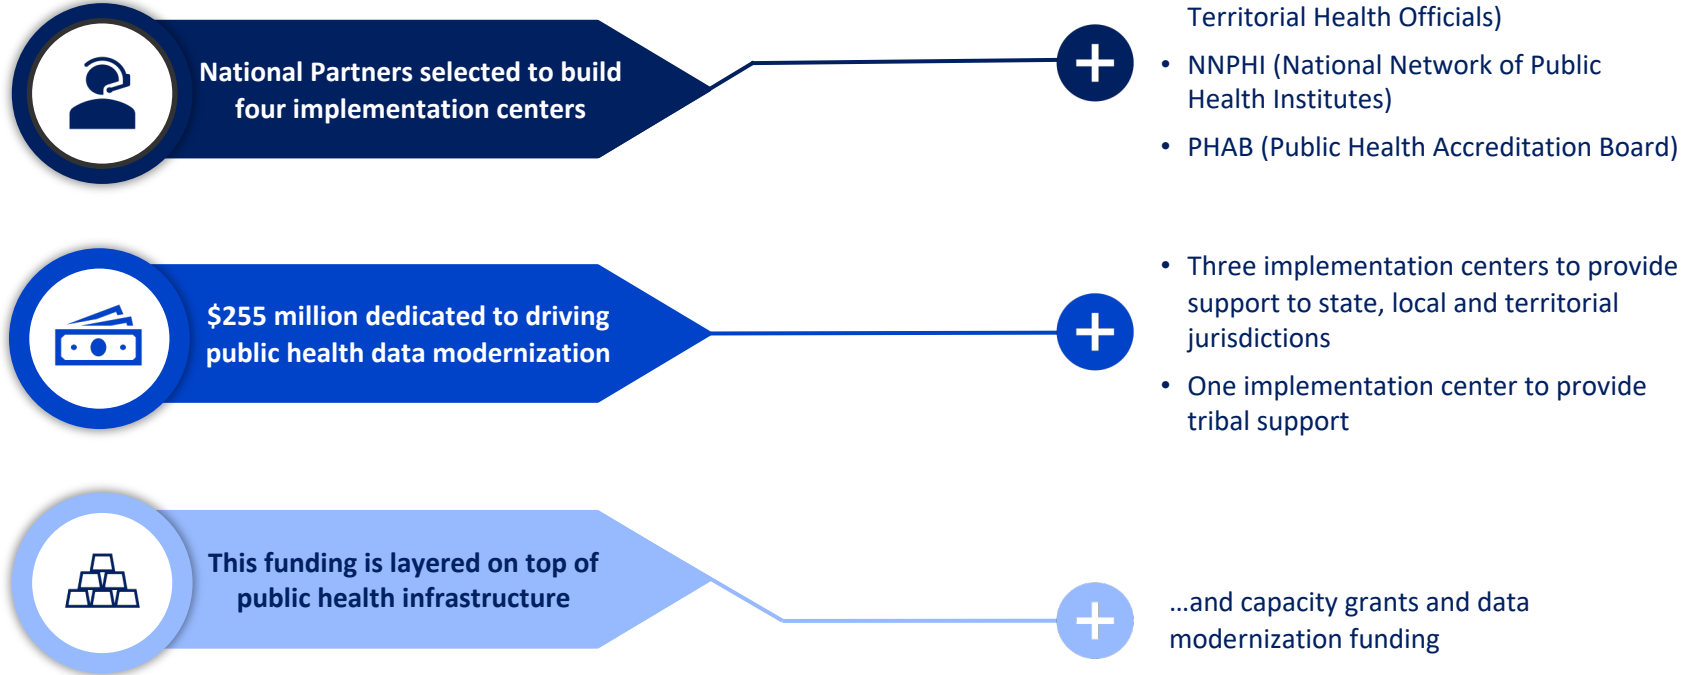 National Partners selected to build
four implementation centers
Territorial Health Officials)
• NNPHI (National Network of Public
Health Institutes)
• PHAB (Public Health Accreditation Board)
$255 million dedicated to driving
public health data modernization
• Three implementation centers to provide
support to state, local and territorial
jurisdictions
• One implementation center to provide
tribal support
This funding is layered on top of
public health infrastructure
...and capacity grants and data
modernization funding